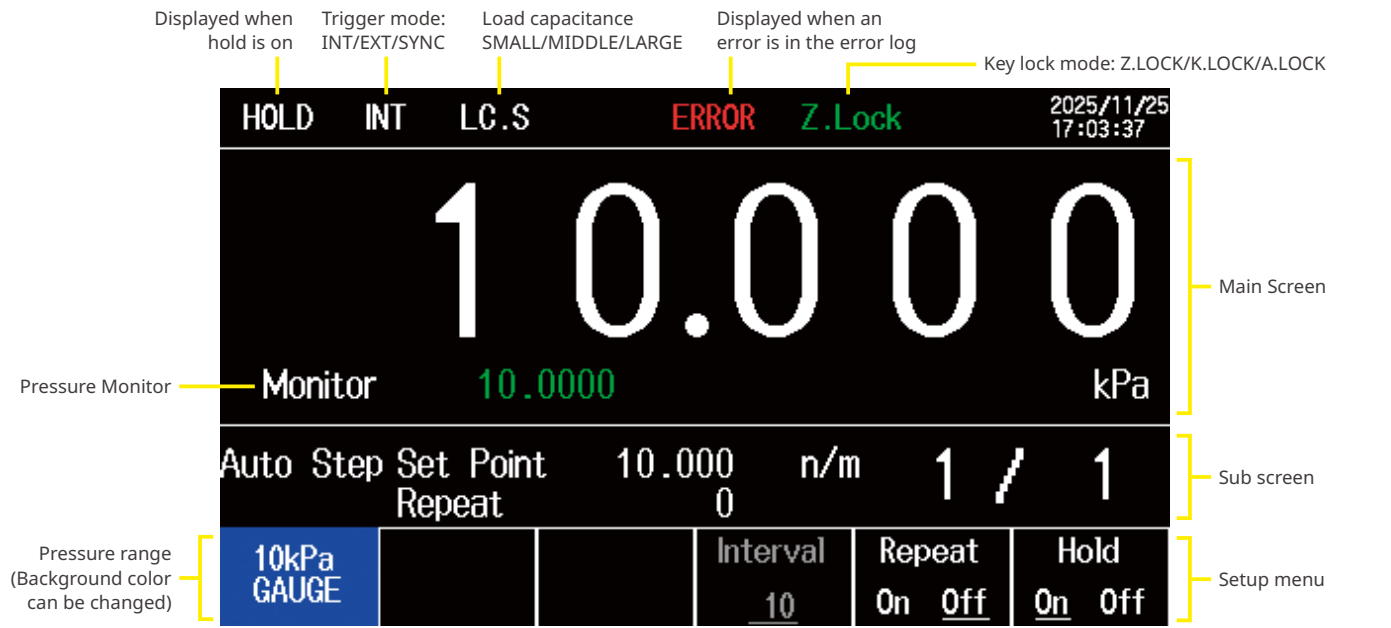 Displayed when
hold is on
Trigger mode:
INT/EXT/SYNC
Load capacitance
SMALL/MIDDLE/LARGE
Displayed when an
error is in the error log
Key lock mode: Z.LOCK/K.LOCK/A.LOCK
HOLD INT LC.S ERROR Z.Lock 2025/11/25
17:03:37
10.000
Main Screen
Pressure Monitor
Monitor 10.0000 kPa
Auto Step Set Point 10.000 n/m 1 / 1
Repeat 0
Sub screen
Pressure range
(Background color
can be changed)
10kPa
GAUGE
Interval
10
Repeat
On Off
Hold
On Off
Setup menu